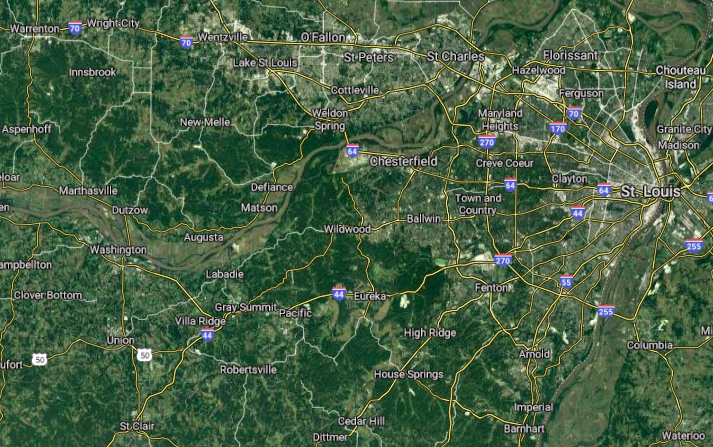 Warrenton
70
Wright City
70
Wentzville
O'Fallon
St Peters
St Charles
Florissant
Lake St Louis
Hazelwood
Innsbrook
Chouteau
Island
Cottleville
Ferguson
New Melle
Weldon
Spring
Maryland
Heights
70
170
Aspenhoff
Granite City
Madison
270
64
Chesterfield
Creve Coeur
Clayton
Defiance
64
64
St. Louis
6
Marthasville
Matson
Town and
Country
44
Dutzow
Ballwin
Augusta
Wildwood
255
Washington
270
Labadie
Clover Bottom
44
Eureka
Fenton
55
Gray Summit
Pacific
255
Villa Ridge
44
High Ridge
Union
50
50
Columbia
Arnold
Robertsville
House Springs
Imperial
St Clair
Cedar Hill
Barnhart
Dittmer
Waterloo